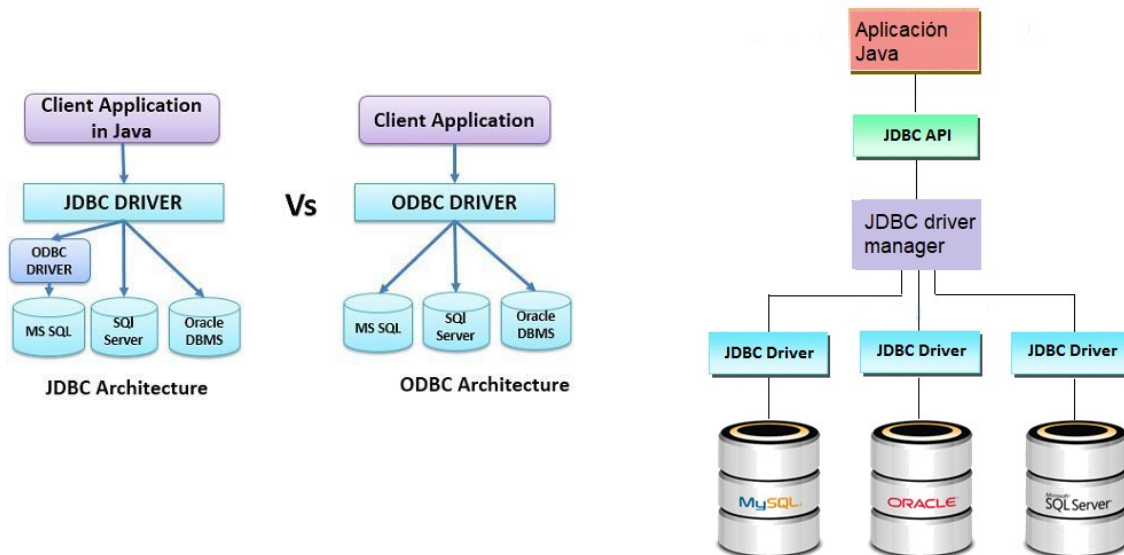 Client Application
in Java
JDBC DRIVER
ODBC
DRIVER
MS SQL
SQl
Server
Oracle
DBMS
JDBC Architecture
Vs
Client Application
ODBC DRIVER
MS SQL
SQl
Server
Oracle
DBMS
ODBC Architecture
Aplicación
Java
JDBC API
JDBC driver
manager
JDBC Driver
JDBC Driver
JDBC Driver
MySQL
ORACLE
Microsoft
SQL Server